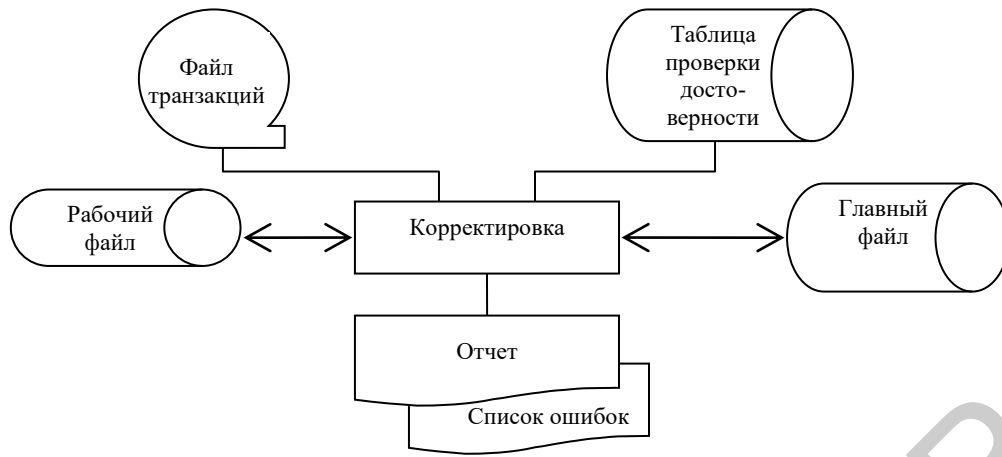 Файл
транзакций
Таблица
проверки
досто-
верности
Рабочий
файл
Корректировка
Главный
файл
Отчет
Список ошибок